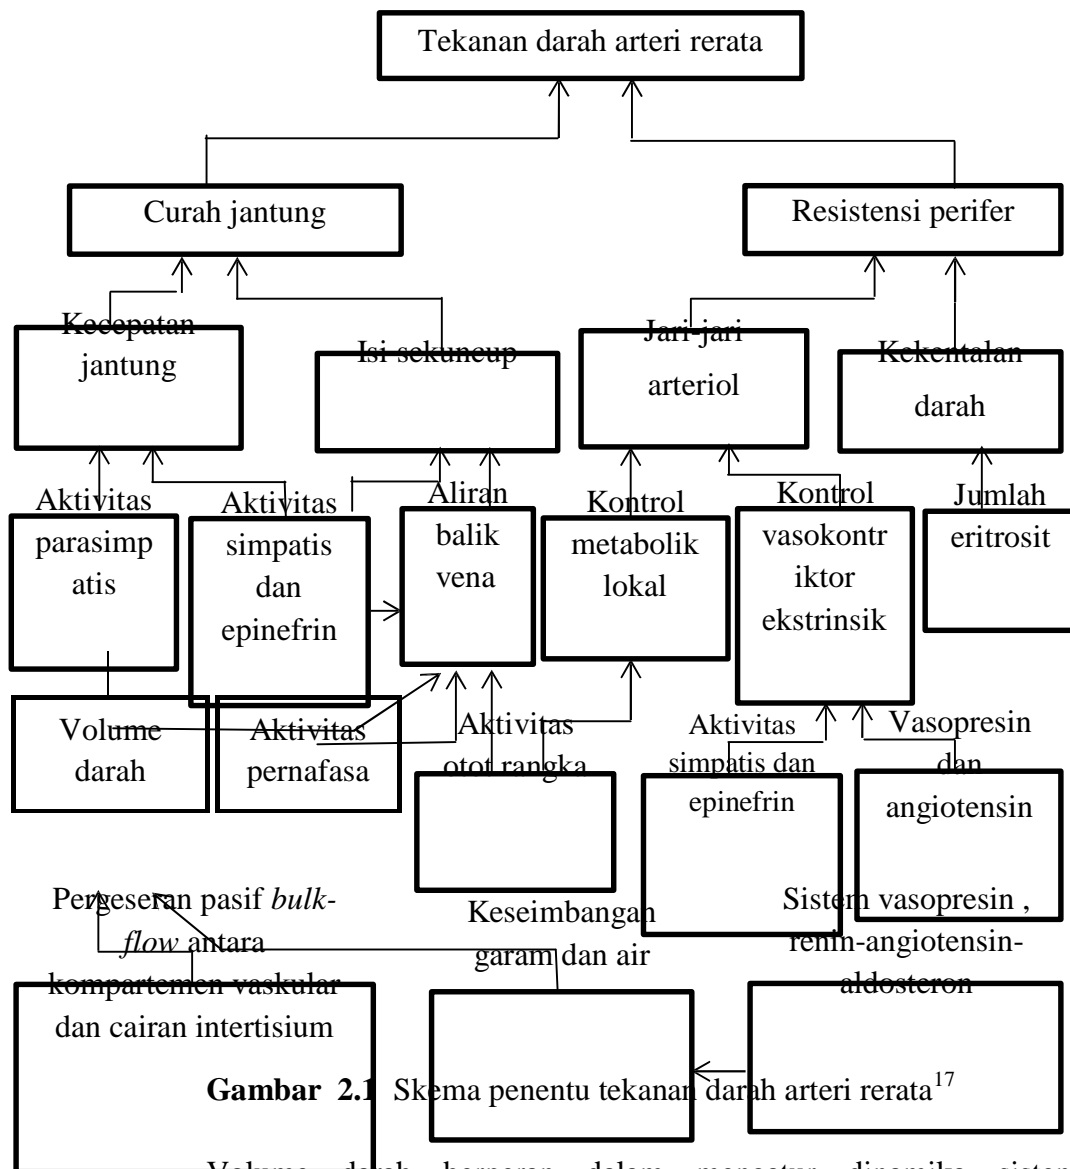 Tekanan darah arteri rerata
Curah jantung
Resistensi perifer
Kecepatan
jantung
Isi sekuncup
Jari-jari
arteriol
Kekentalan
darah
Aktivitas
parasimp
atis
Aktivitas
simpatis
dan
epinefrin
Aliran
balik
vena
Kontrol
metabolik
lokal
Kontrol
vasokontr
iktor
ekstrinsik
Jumlah
eritrosit
Volume
darah
Aktivitas
pernafasa
Aktivitas
otot rangka
Aktivitas
simpatis dan
epinefrin
Vasopresin
dan
angiotensin
Pergeseran pasif bulk-
flow antara
kompartemen vaskular
dan cairan intertisium
Keseimbangan
garam dan air
Sistem vasopresin ,
renin-angiotensin-
aldosteron
Gambar 2.1 Skema penentu tekanan darah arteri rerata17
Volume darah berperan dalam mengatur dinamika sistem